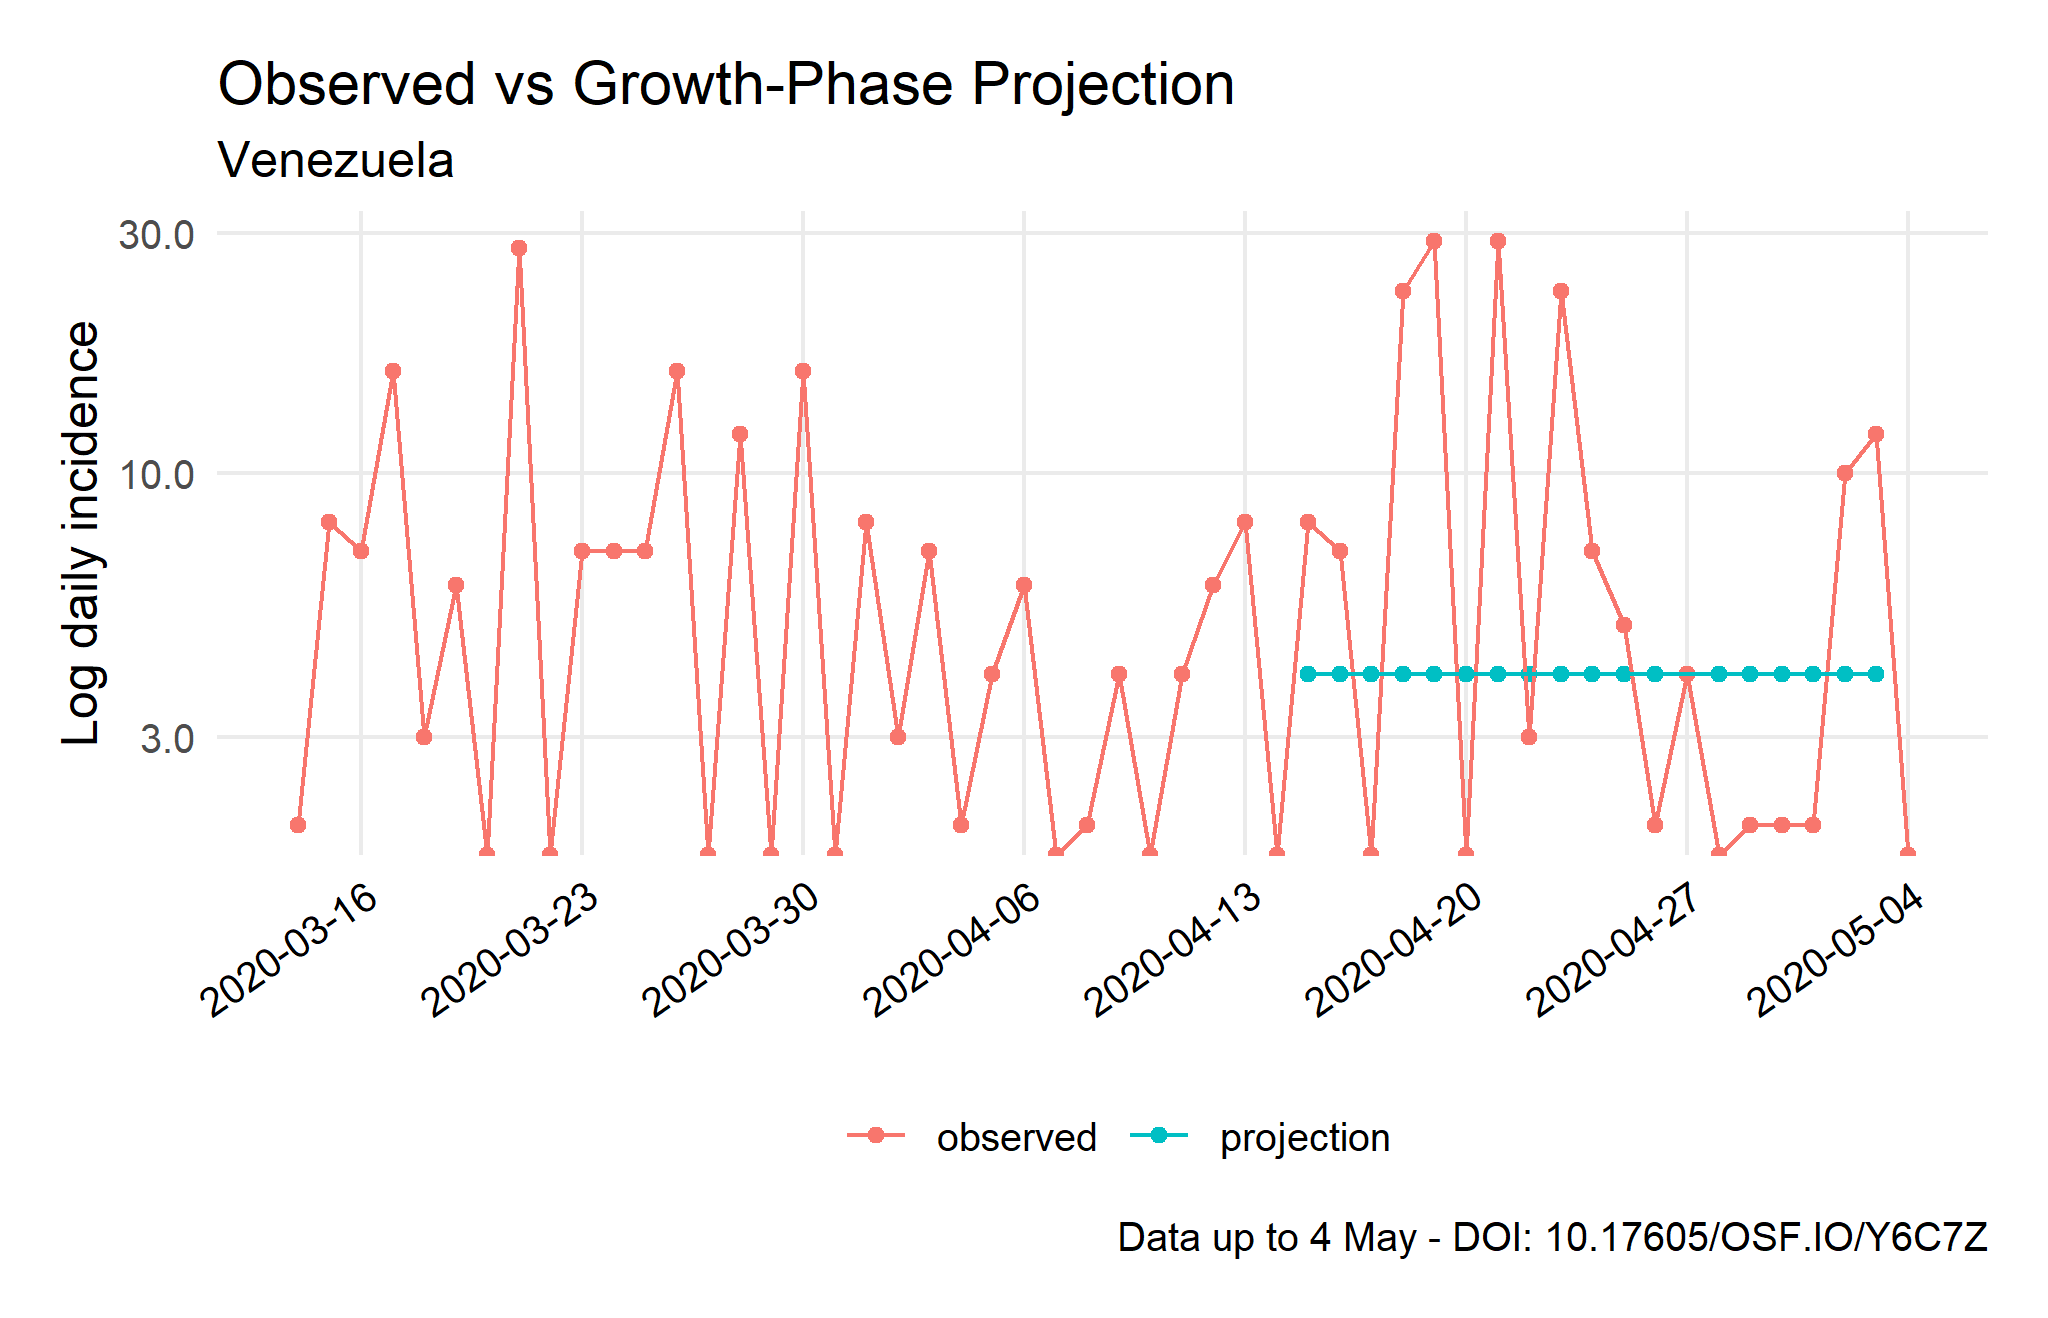 Observed vs Growth-Phase Projection
Venezuela
Log daily incidence
30.0
10.0
3.0
2020-03-16
2020-03-23
2020-03-30
2020-04-06
2020-04-13
2020-04-20
2020-04-27
2020-05-04
observed
projection
Data up to 4 May - DOI: 10.17605/OSF.IO/Y6C7Z